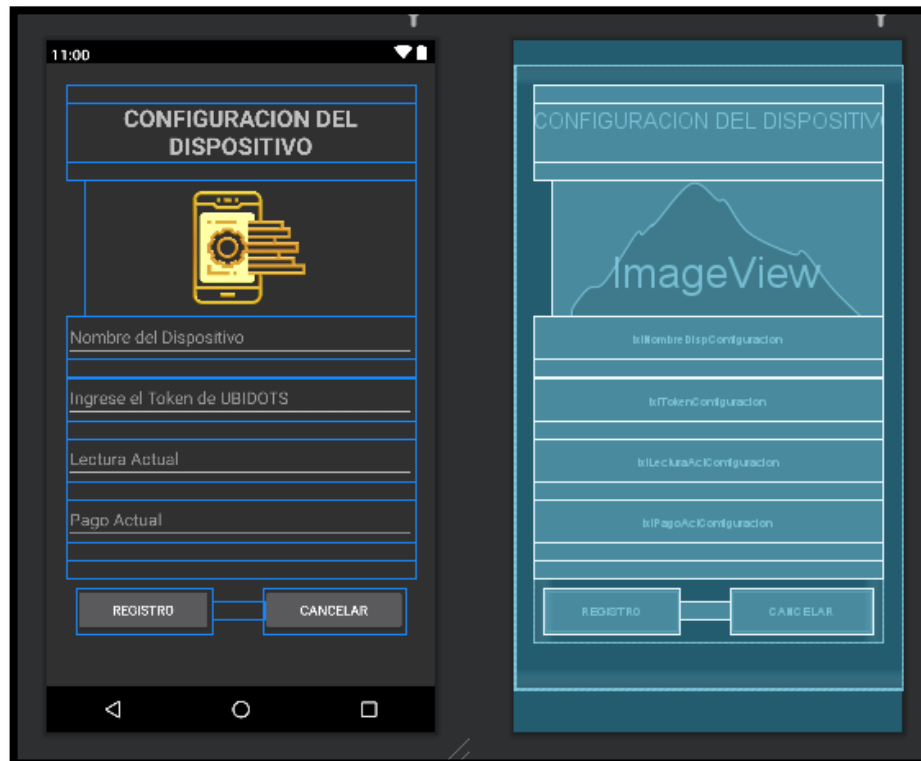 11:00
CONFIGURACION DEL
DISPOSITIVO
Nombre del Dispositivo
Ingrese el Token de UBIDOTS
Lectura Actual
Pago Actual
REGISTRO
CANCELAR
CONFIGURACION DEL DISPOSITIV
ImageView
txtNombreDispConfiguracion
txtTokenConfiguracion
txtLecturaActConfiguracion
txtPagoActConfiguracion
REGISTRO
CANCELAR